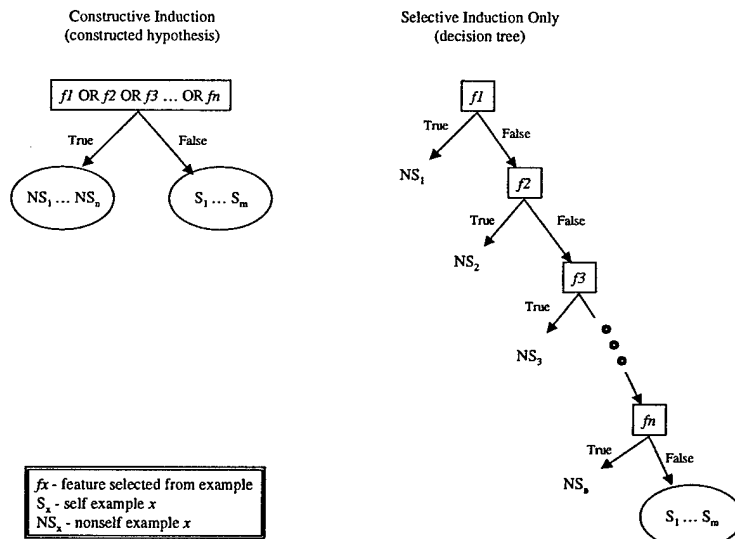 Constructive Induction
(constructed hypothesis)
f1 OR f2 OR f3 ... OR fn
True
False
NS₁ ... NSₙ
S₁ ... Sₘ
Selective Induction Only
(decision tree)
f1
True
False
NS₁
f2
True
False
NS₂
f3
True
NS₃
fn
True
False
NSₙ
S₁ ... Sₘ
fx - feature selected from example
Sₓ - self example x
NSₓ - nonself example x